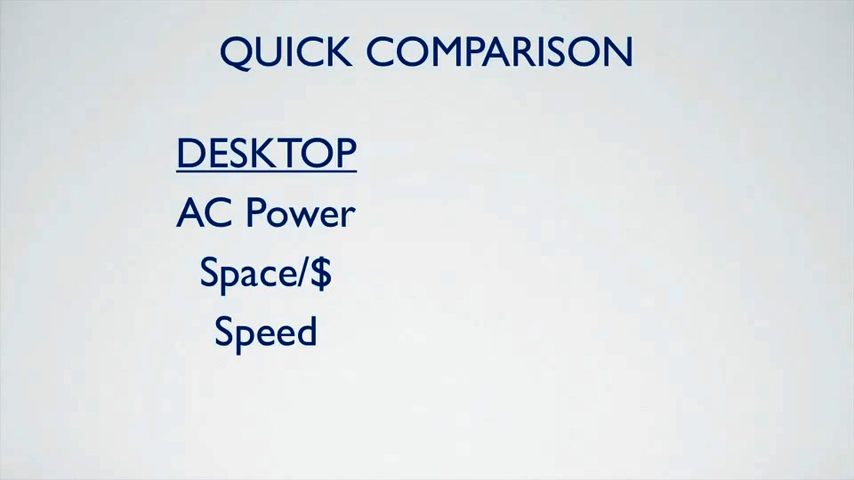 QUICK COMPARISON
DESKTOP
AC Power
Space/$
Speed